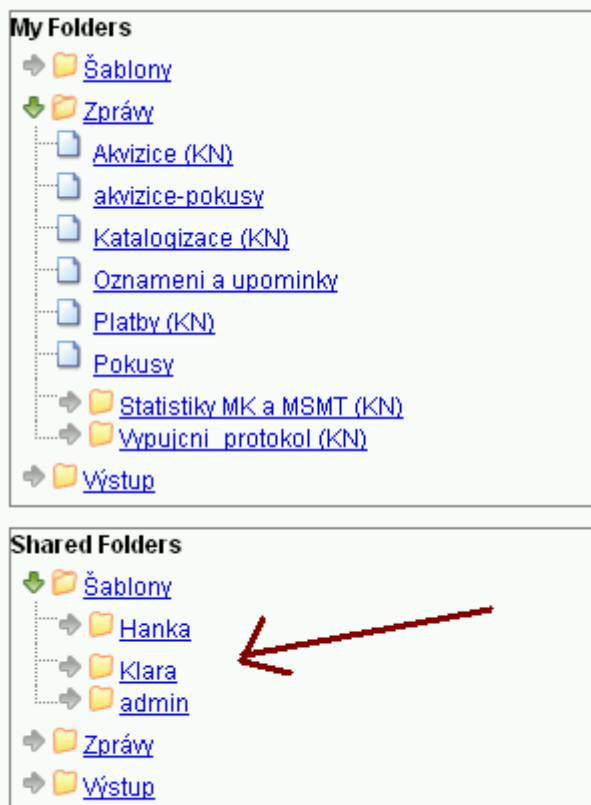 My Folders
Šablony
Zprávy
Akvizice (KN)
akvizice-pokusy
Katalogizace (KN)
Oznameni a upominky
Platby (KN)
Pokusy
Statistiky MK a MSMT (KN)
Vypujcni_protokol (KN)
Výstup
Shared Folders
Šablony
Hanka
Klara
admin
Zprávy
Výstup